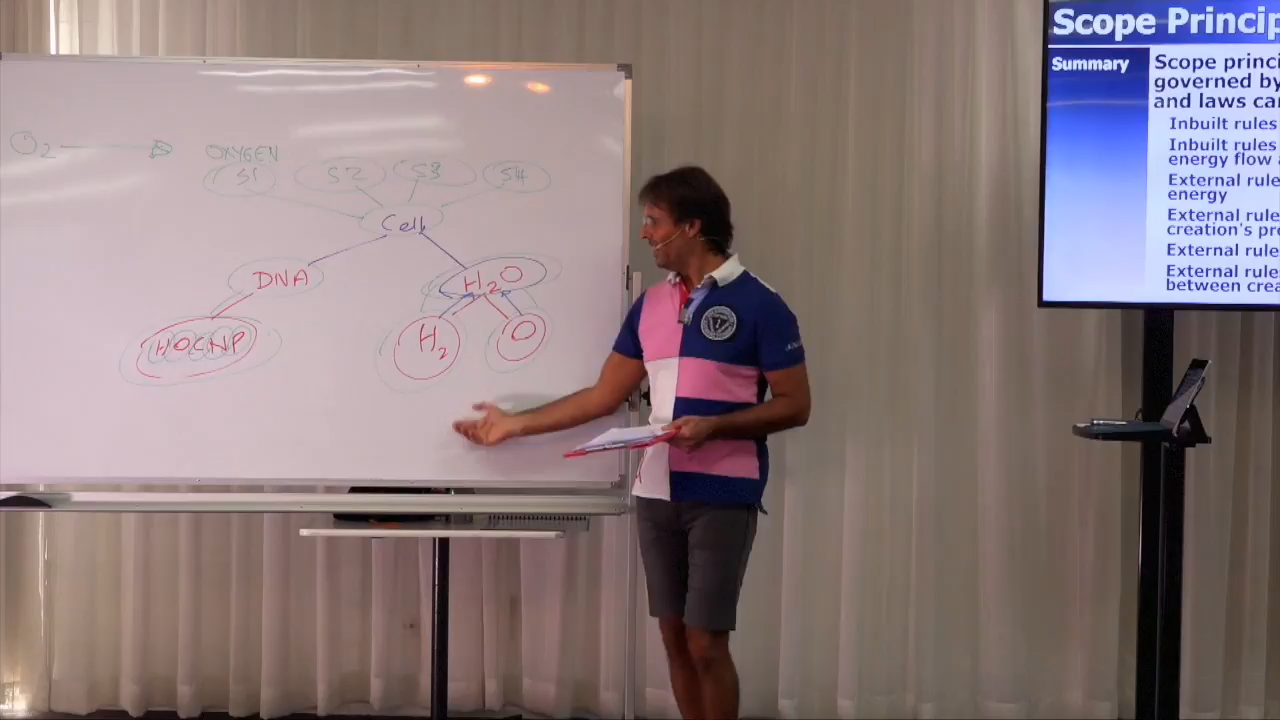 O2
OXYGEN
S1 S2 S3 S4
Cell
DNA H2O
HOCNP H2 O
Scope Princip
Summary
Scope princi
governed by
and laws ca
Inbuilt rules
Inbuilt rules
energy flow
External rule
energy
External rule
creation's pr
External rule
External rule
between crea